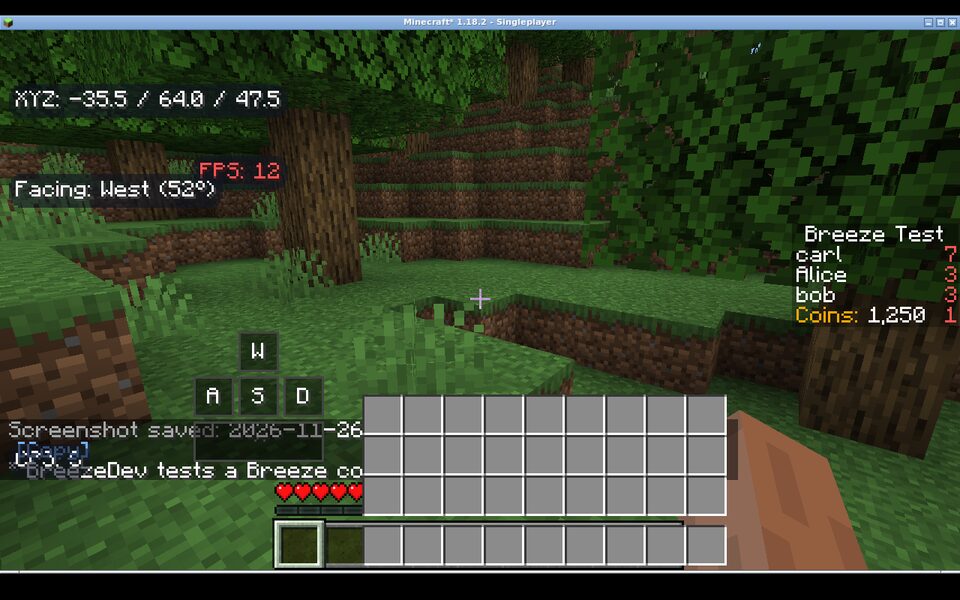 Minecraft* 1.18.2 - Singleplayer
XYZ: -35.5 / 64.0 / 47.5
FPS: 12
Facing: West (52°)
Breeze Test
carl 7
Alice 3
bob 3
Coins: 1,250 1
W
A S D
Screenshot saved: 2026-11-26
[Copy]
* BreezeDev tests a Breeze co